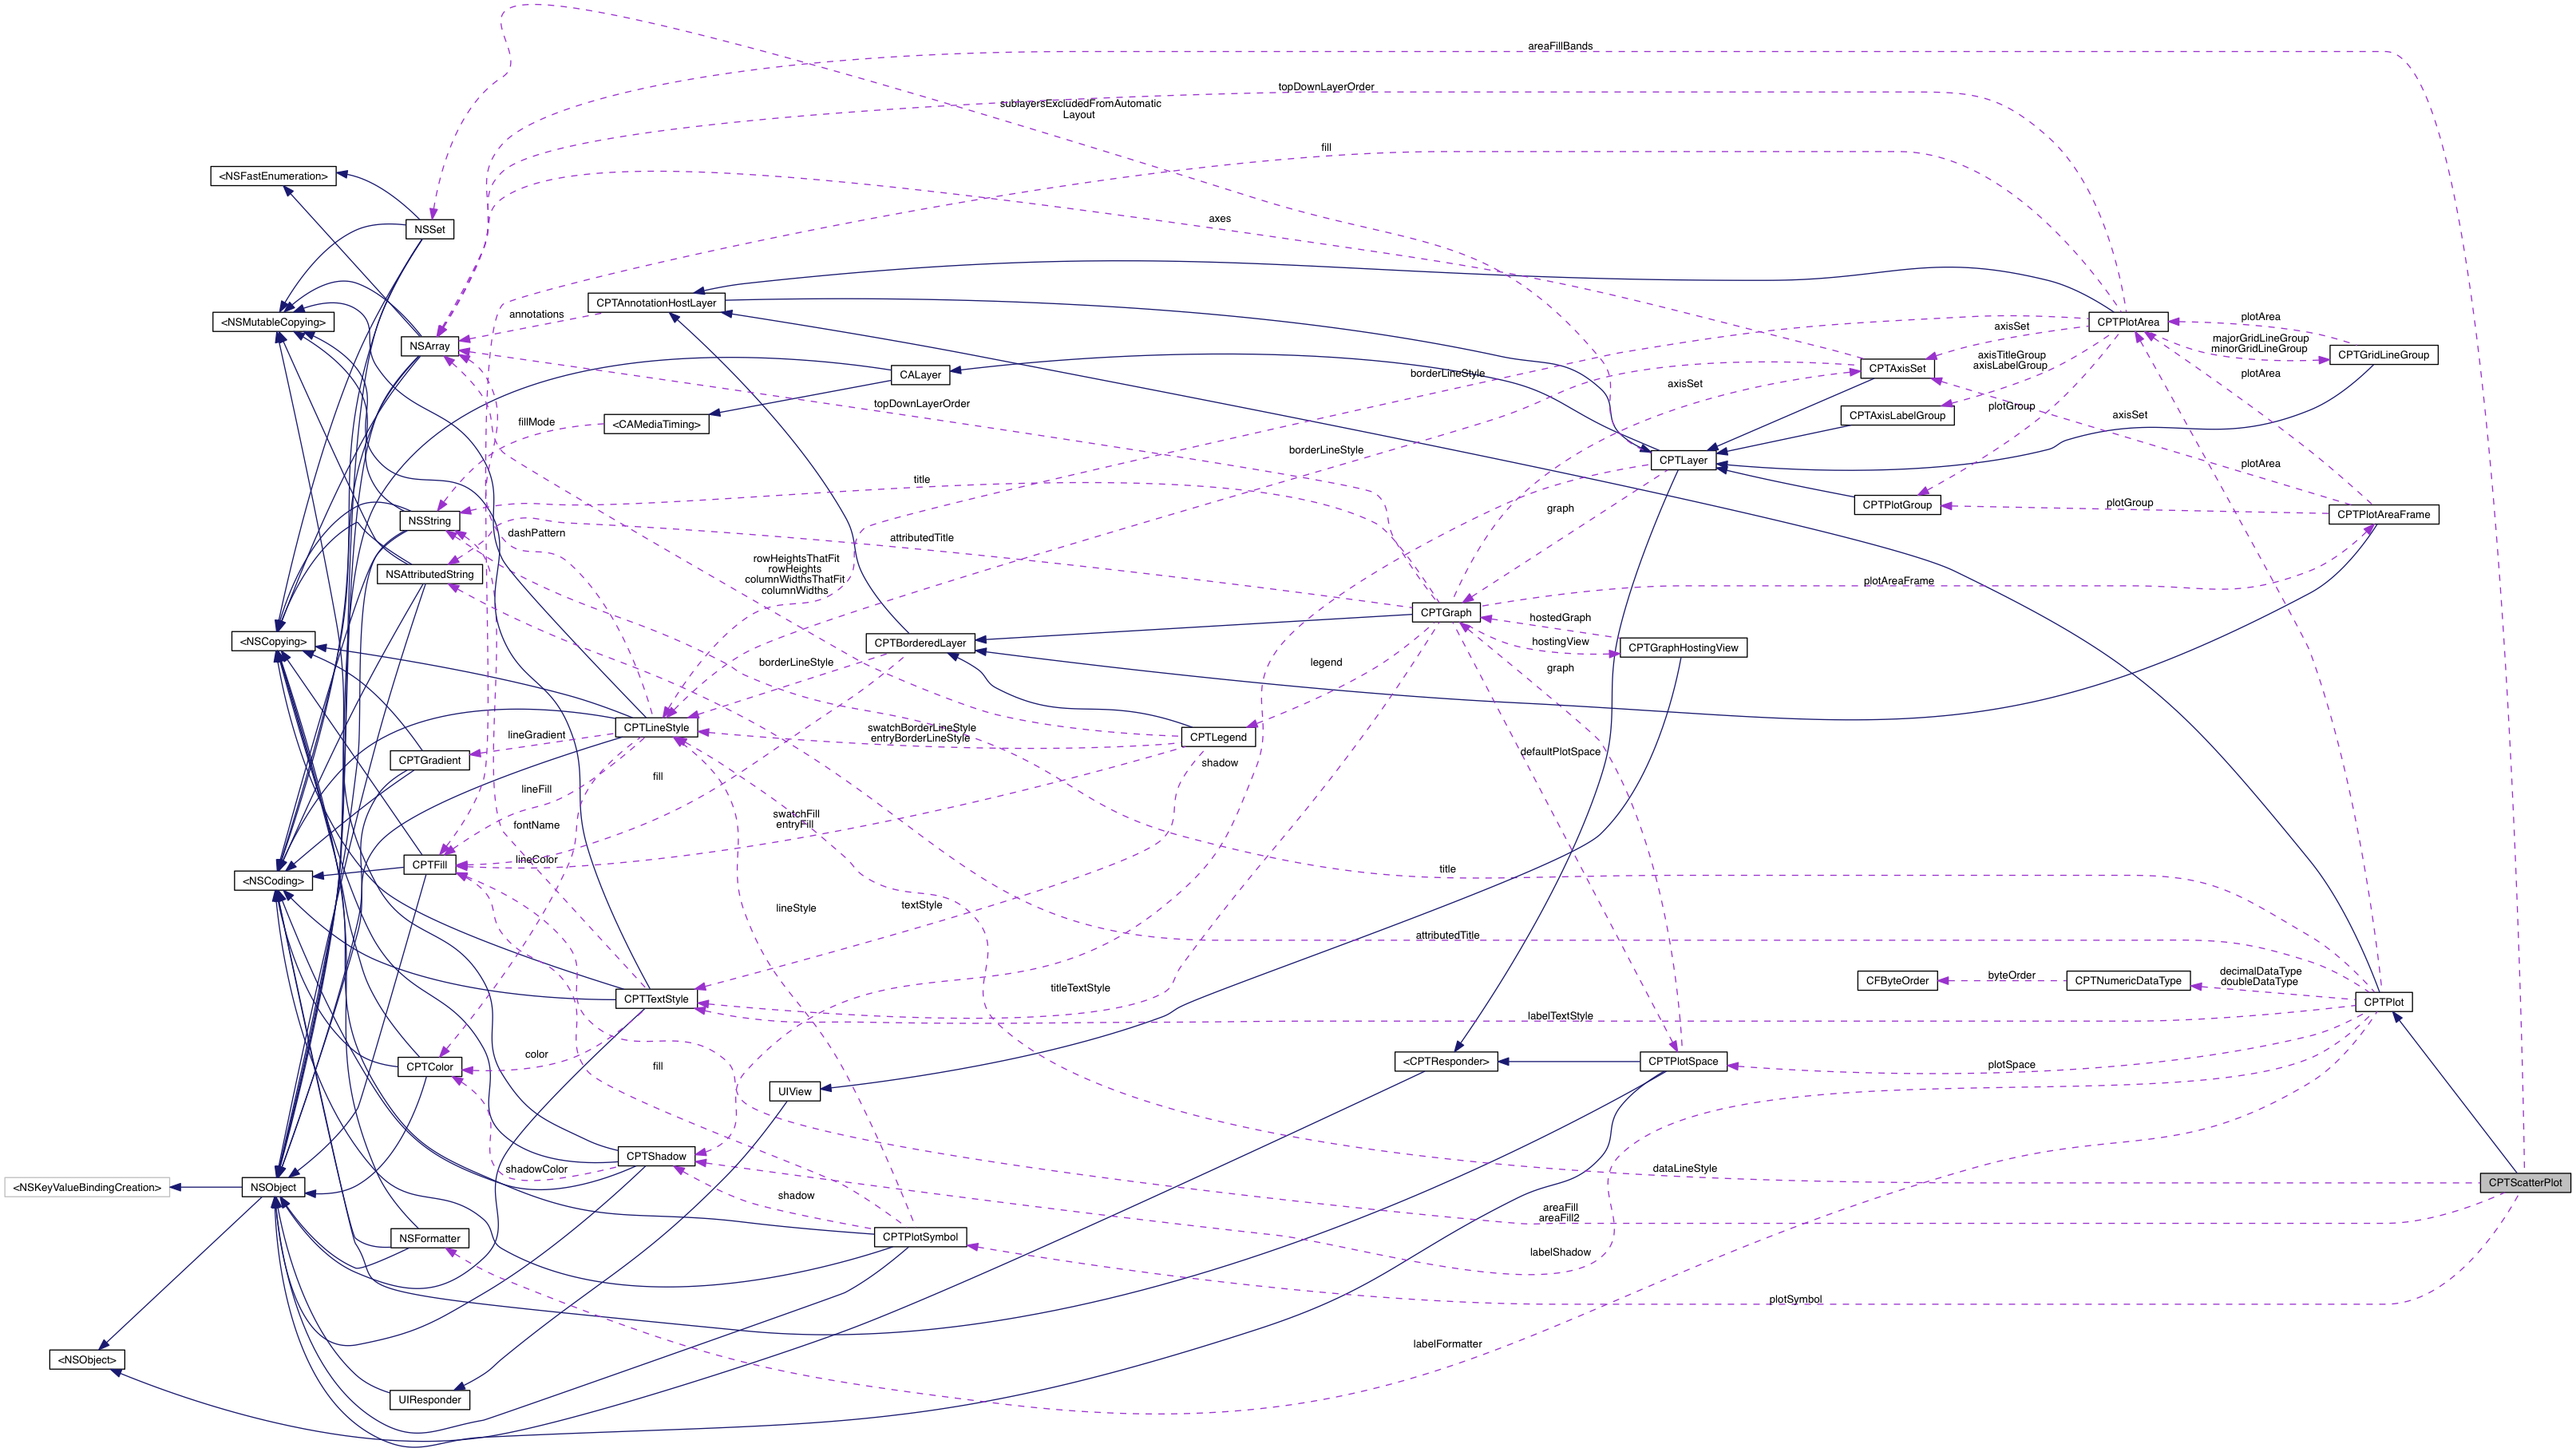 areaFillBands
topDownLayerOrder
sublayersExcludedFromAutomatic
Layout
fill
<NSFastEnumeration>
axes
NSSet
CPTAnnotationHostLayer
annotations
<NSMutableCopying>
NSArray
CPTPlotArea
plotArea
axisSet
majorGridLineGroup
minorGridLineGroup
CPTGridLineGroup
axisTitleGroup
axisLabelGroup
CPTAxisSet
plotArea
CALayer
borderLineStyle
axisSet
topDownLayerOrder
plotGroup
CPTAxisLabelGroup
axisSet
<CAMediaTiming>
fillMode
borderLineStyle
CPTLayer
plotArea
title
graph
CPTPlotGroup
plotGroup
CPTPlotAreaFrame
NSString
dashPattern
attributedTitle
NSAttributedString
rowHeightsThatFit
rowHeights
columnWidthsThatFit
columnWidths
plotAreaFrame
CPTGraph
hostedGraph
hostingView
CPTGraphHostingView
<NSCopying>
CPTBorderedLayer
borderLineStyle
legend
graph
CPTLineStyle
swatchBorderLineStyle
entryBorderLineStyle
CPTLegend
lineGradient
CPTGradient
defaultPlotSpace
shadow
fill
lineFill
swatchFill
entryFill
fontName
lineColor
CPTFill
title
<NSCoding>
lineStyle
textStyle
attributedTitle
titleTextStyle
CPTTextStyle
CFByteOrder
byteOrder
CPTNumericDataType
decimalDataType
doubleDataType
CPTPlot
labelTextStyle
color
CPTColor
fill
UIView
<CPTResponder>
CPTPlotSpace
plotSpace
CPTShadow
shadowColor
dataLineStyle
CPTScatterPlot
<NSKeyValueBindingCreation>
NSObject
shadow
areaFill
areaFill2
NSFormatter
CPTPlotSymbol
labelShadow
plotSymbol
labelFormatter
<NSObject>
UIResponder